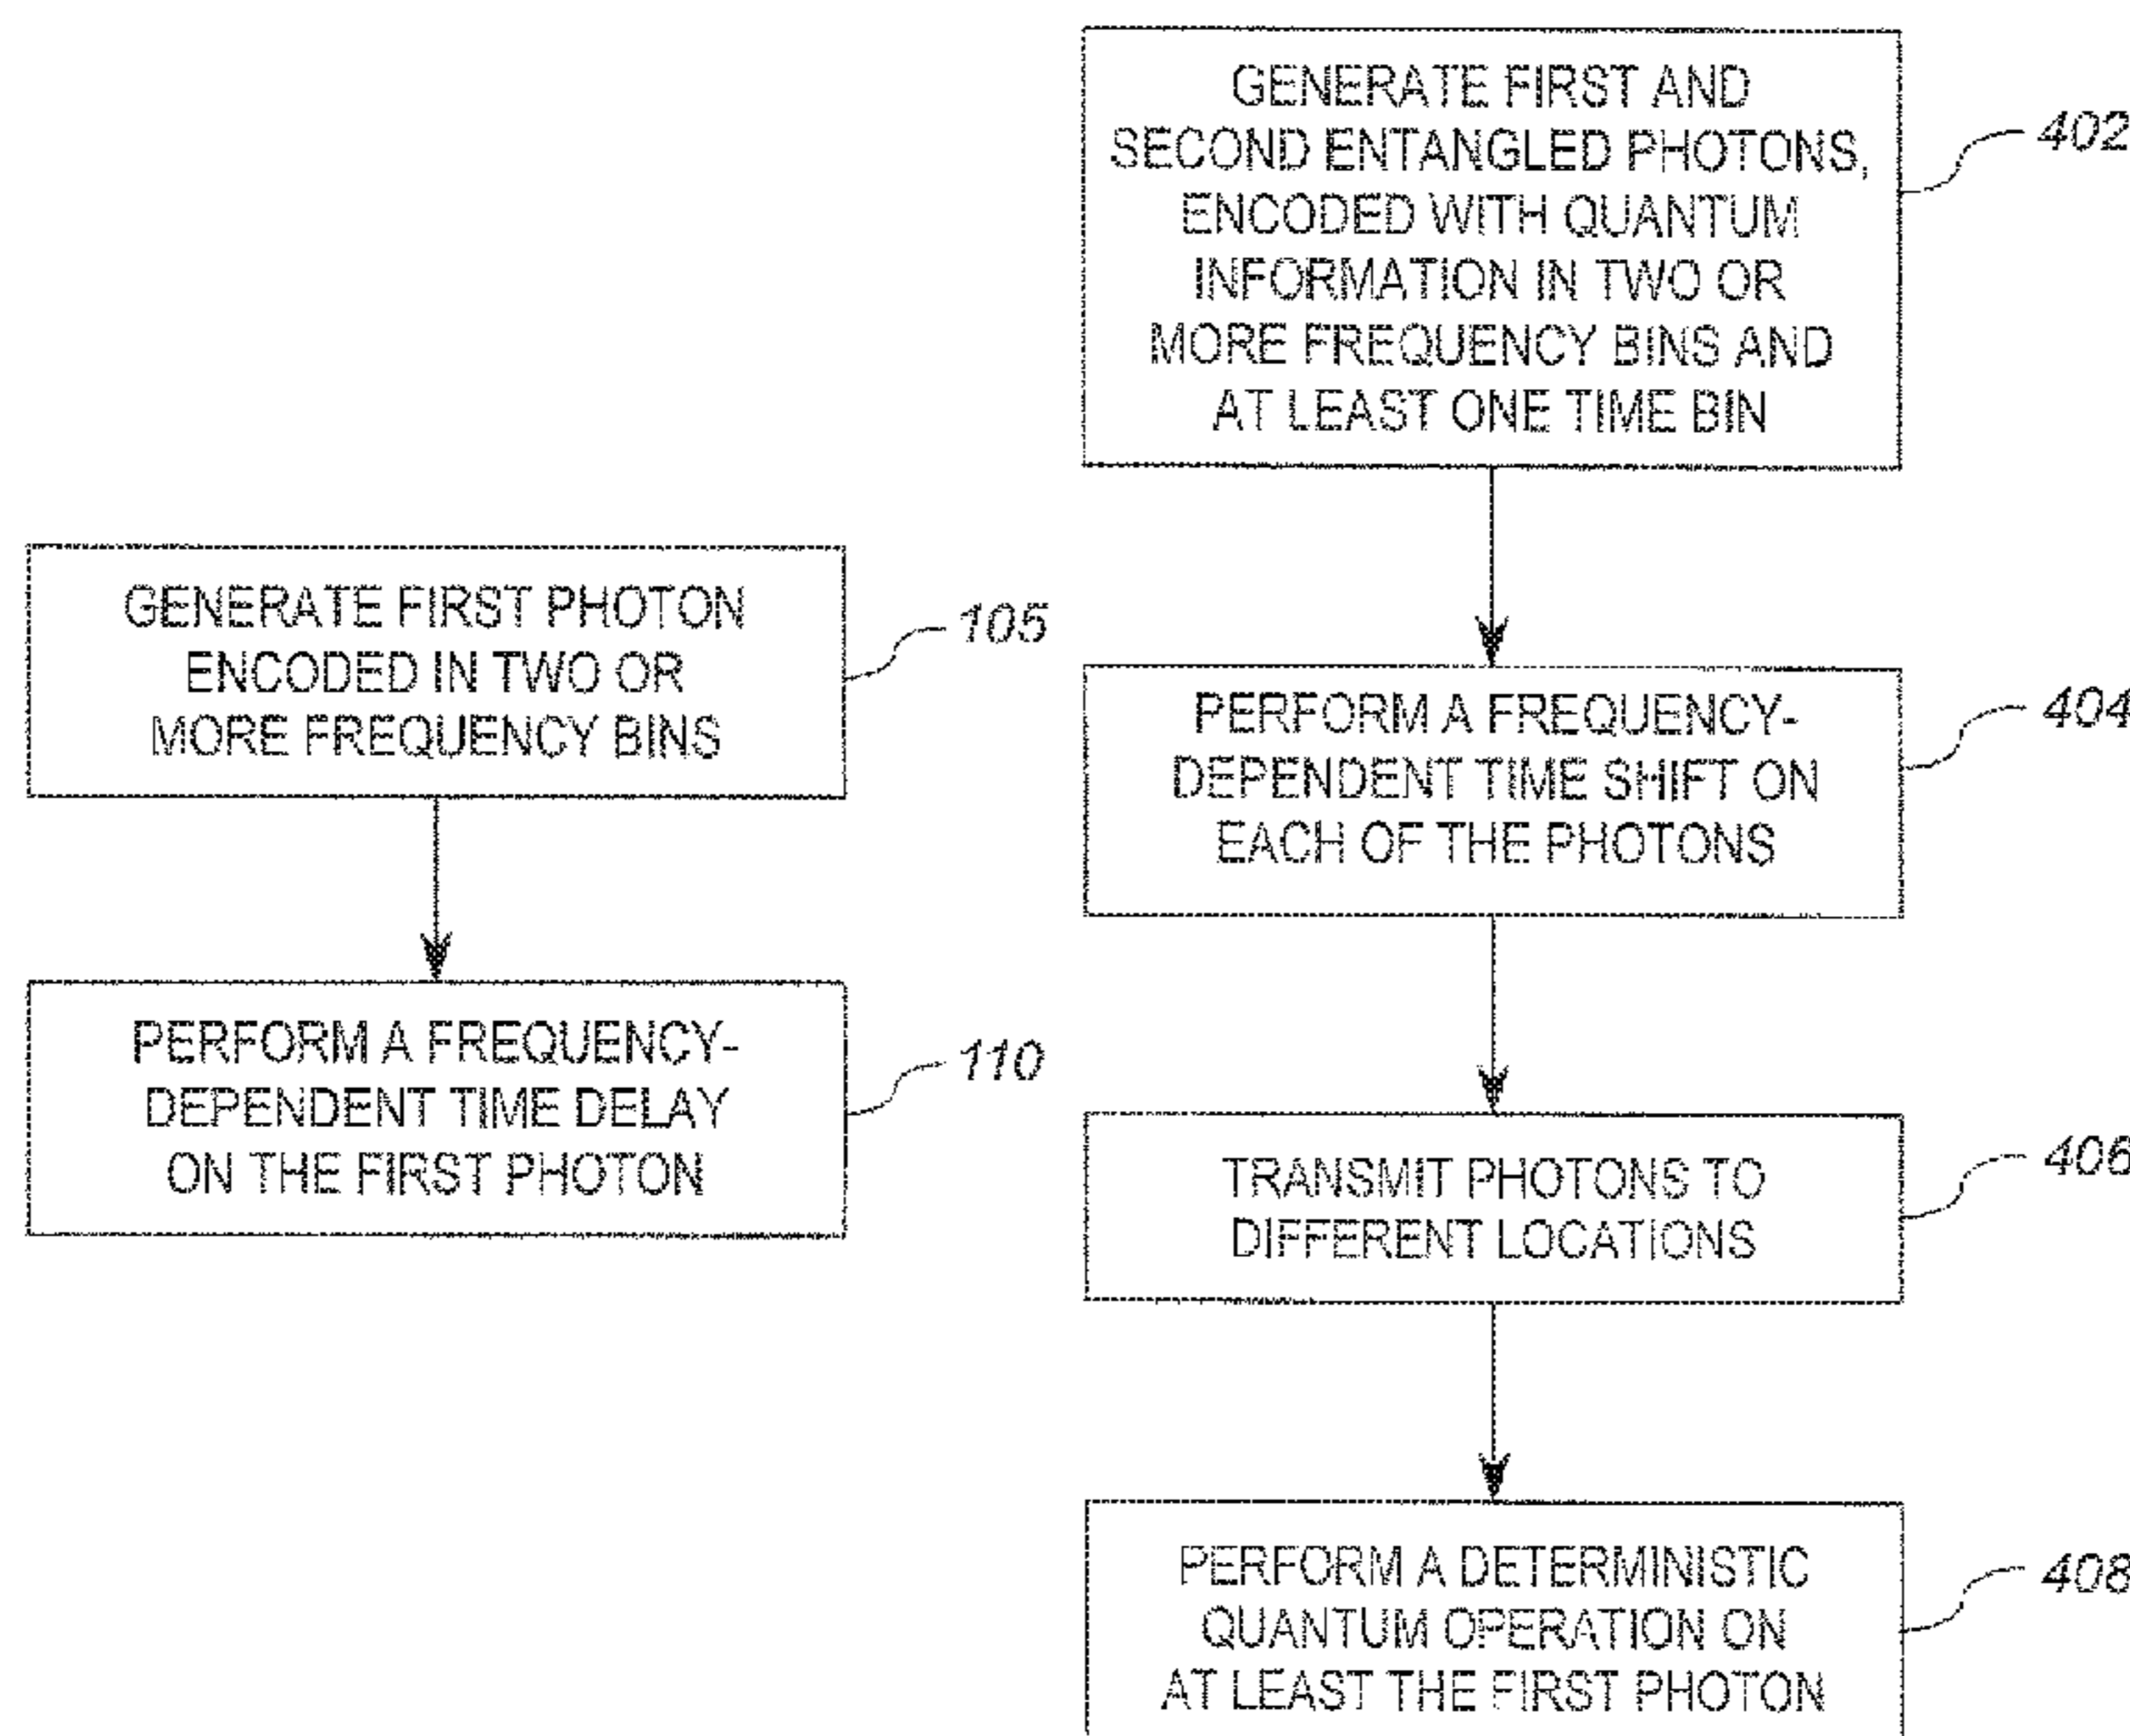 GENERATE FIRST PHOTON
ENCODED IN TWO OR
MORE FREQUENCY BINS
105
PERFORM A FREQUENCY-
DEPENDENT TIME DELAY
ON THE FIRST PHOTON
110
GENERATE FIRST AND
SECOND ENTANGLED PHOTONS,
ENCODED WITH QUANTUM
INFORMATION IN TWO OR
MORE FREQUENCY BINS AND
AT LEAST ONE TIME BIN
402
PERFORM A FREQUENCY-
DEPENDENT TIME SHIFT ON
EACH OF THE PHOTONS
404
TRANSMIT PHOTONS TO
DIFFERENT LOCATIONS
406
PERFORM A DETERMINISTIC
QUANTUM OPERATION ON
AT LEAST THE FIRST PHOTON
408